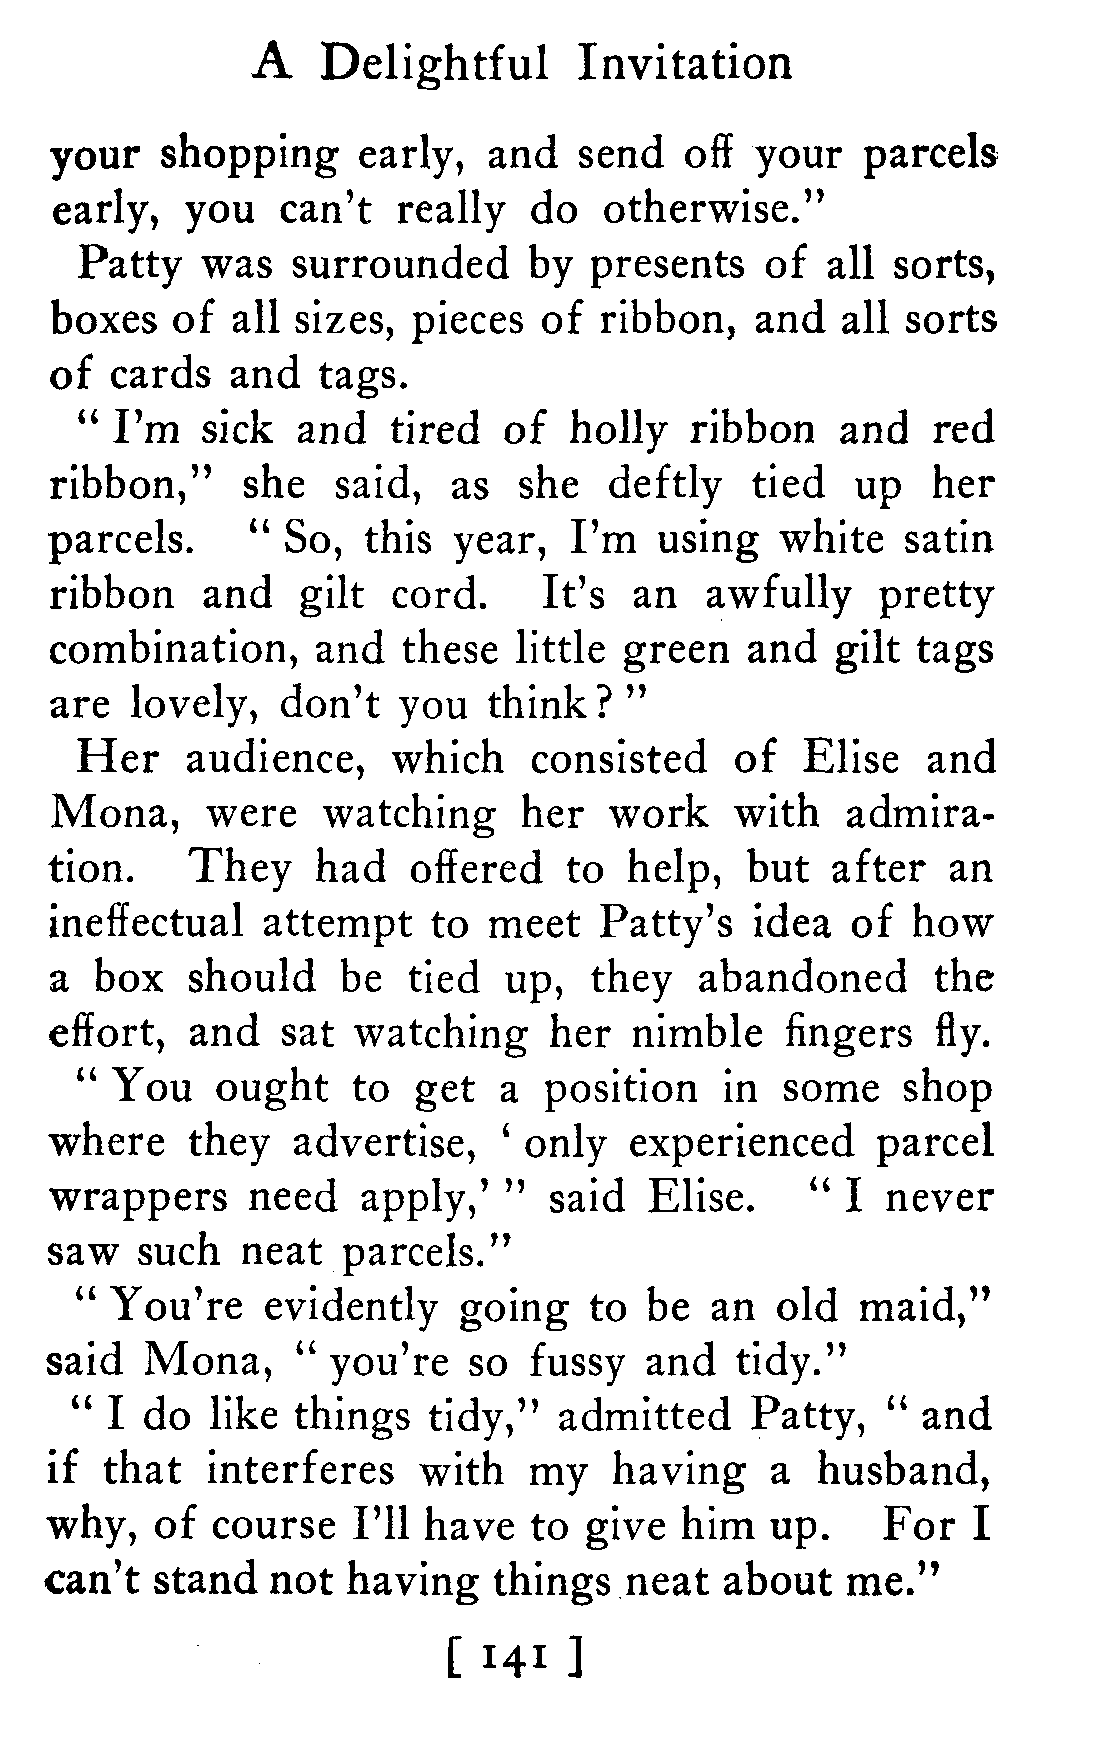 A Delightful Invitation
your shopping early, and send off your parcels
early, you can't really do otherwise."
Patty was surrounded by presents of all sorts,
boxes of all sizes, pieces of ribbon, and all sorts
of cards and tags.
" I'm sick and tired of holly ribbon and red
ribbon," she said, as she deftly tied up her
parcels. " So, this year, I'm using white satin
ribbon and gilt cord. It's an awfully pretty
combination, and these little green and gilt tags
are lovely, don't you think? "
Her audience, which consisted of Elise and
Mona, were watching her work with admira-
tion. They had offered to help, but after an
ineffectual attempt to meet Patty's idea of how
a box should be tied up, they abandoned the
effort, and sat watching her nimble fingers fly.
" You ought to get a position in some shop
where they advertise, ' only experienced parcel
wrappers need apply,' " said Elise. " I never
saw such neat parcels."
" You're evidently going to be an old maid,"
said Mona, " you're so fussy and tidy."
" I do like things tidy," admitted Patty, " and
if that interferes with my having a husband,
why, of course I'll have to give him up. For I
can't stand not having things neat about me."
[ 141 ]